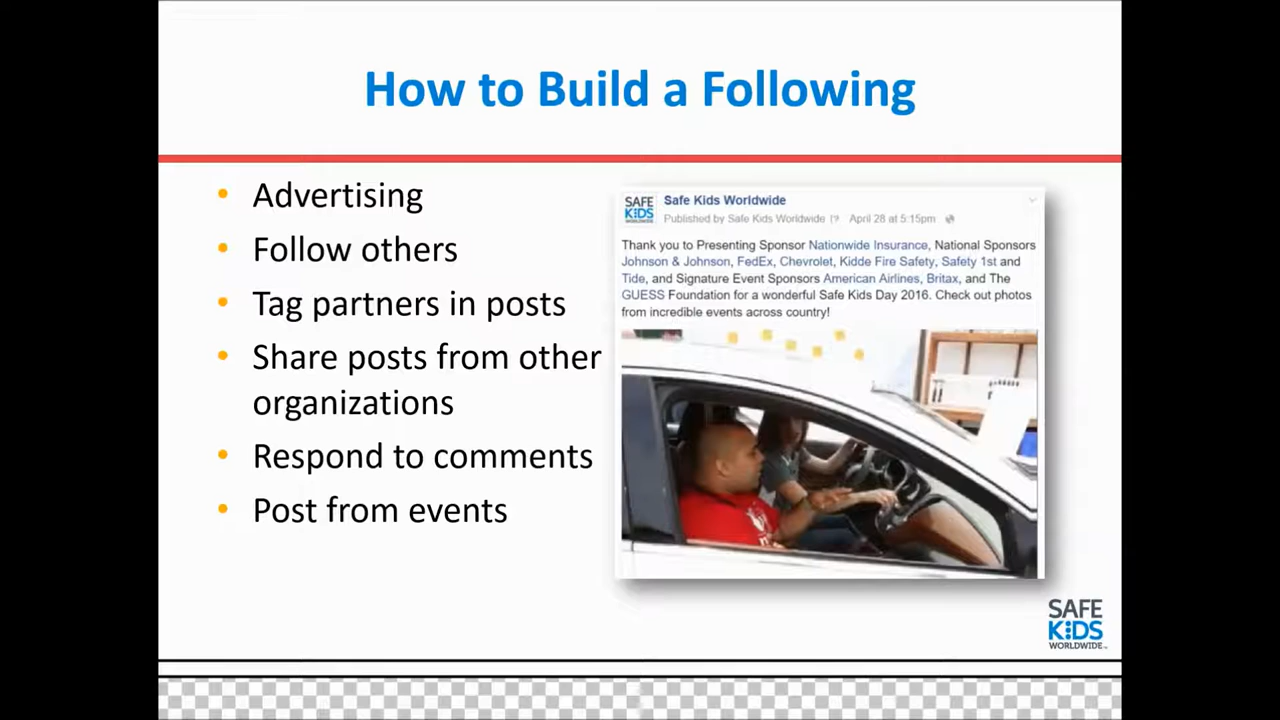 How to Build a Following
• Advertising
• Follow others
• Tag partners in posts
• Share posts from other
organizations
• Respond to comments
• Post from events
SAFE
KIDS
WORLDWIDE
Safe Kids Worldwide
Published by Safe Kids Worldwide [?] April 28 at 5:15pm
Thank you to Presenting Sponsor Nationwide Insurance, National Sponsors
Johnson & Johnson, FedEx, Chevrolet, Kidde Fire Safety, Safety 1st and
Tide, and Signature Event Sponsors American Airlines, Britax, and The
GUESS Foundation for a wonderful Safe Kids Day 2016. Check out photos
from incredible events across country!
SAFE
KIDS
WORLDWIDE™